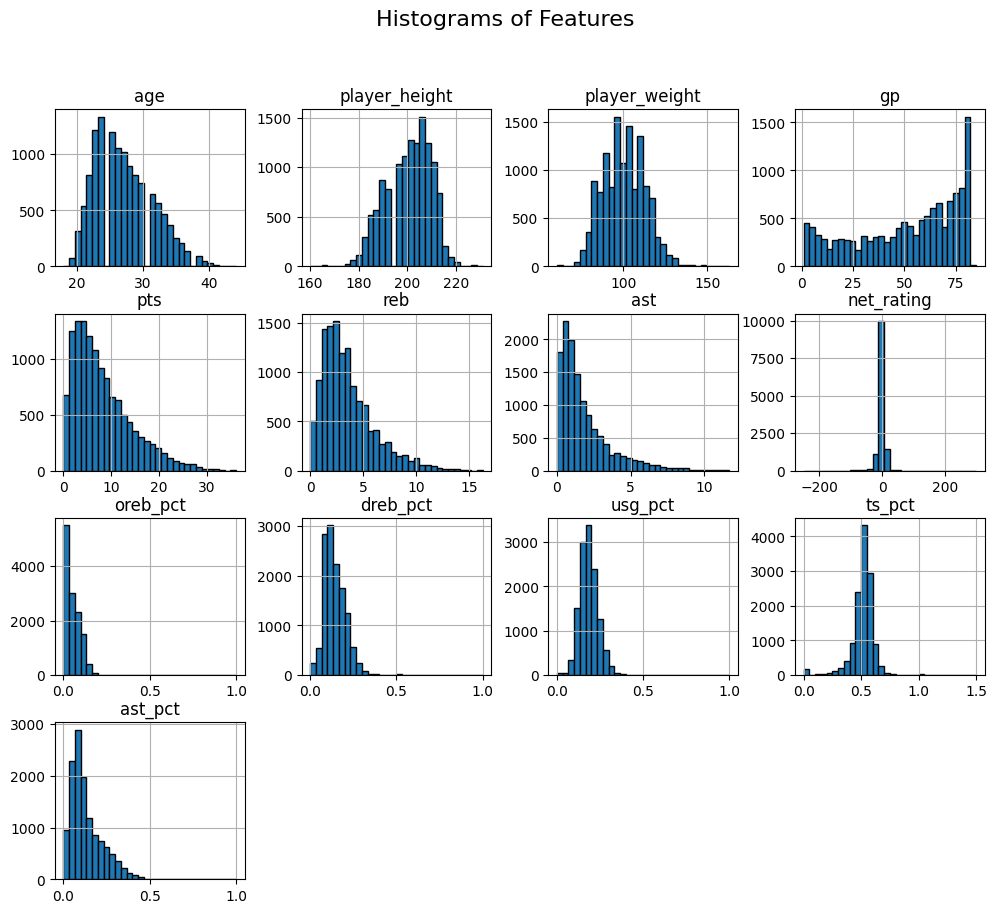 Histograms of Features
age player_height player_weight gp
1000 500 0
20 30 40
1500 1000 500 0
160 180 200 220
1500 1000 500 0
100 150
1500 1000 500 0
0 25 50 75
pts reb ast net_rating
1000 500 0
0 10 20 30
1500 1000 500 0
0 5 10 15
2000 1500 1000 500 0
0 5 10
10000 7500 5000 2500 0
−200 0 200
oreb_pct dreb_pct usg_pct ts_pct
4000 2000 0
0.0 0.5 1.0
3000 2000 1000 0
0.0 0.5 1.0
3000 2000 1000 0
0.0 0.5 1.0
4000 3000 2000 1000 0
0.0 0.5 1.0 1.5
ast_pct
3000 2000 1000 0
0.0 0.5 1.0